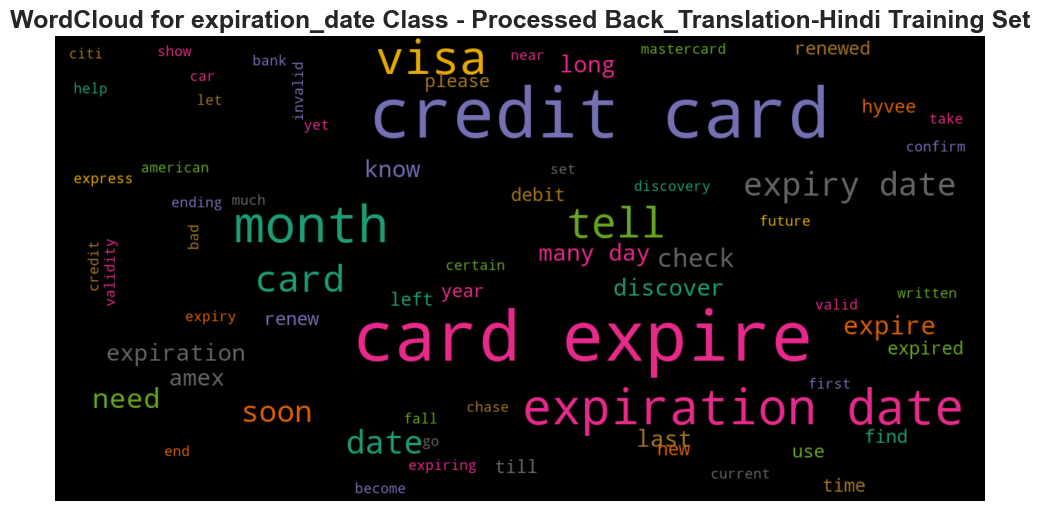 WordCloud for expiration_date Class - Processed Back_Translation-Hindi Training Set
citi
show
bank
visa
near
long
mastercard
renewed
help
car
let
invalid
yet
please
credit card
hyvee
take
confirm
american
express
know
set
debit
discovery
expiry date
ending
much
month
bad
tell
future
credit
validity
card
certain
many day
check
left
year
discover
valid
written
expiry
renew
card expire
expire
expired
expiration
amex
need
soon
first
chase
expiration date
fall
date
go
last
new
find
end
expiring
till
use
current
time
become